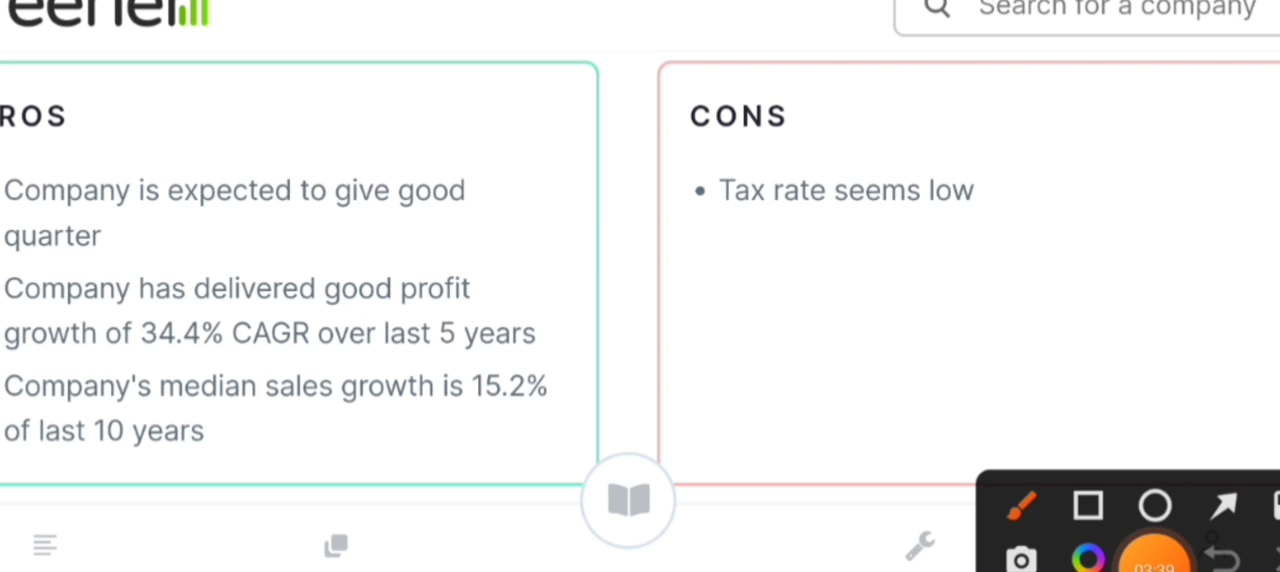 Search for a company
ROS
Company is expected to give good
quarter
Company has delivered good profit
growth of 34.4% CAGR over last 5 years
Company's median sales growth is 15.2%
of last 10 years
CONS
• Tax rate seems low
03:39